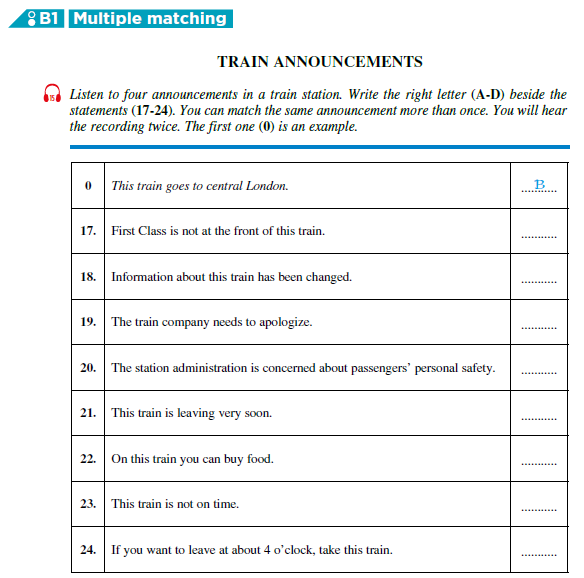 B1 Multiple matching
TRAIN ANNOUNCEMENTS
15 Listen to four announcements in a train station. Write the right letter (A-D) beside the
statements (17-24). You can match the same announcement more than once. You will hear
the recording twice. The first one (0) is an example.
0 This train goes to central London. ....B....
17. First Class is not at the front of this train. ...........
18. Information about this train has been changed. ...........
19. The train company needs to apologize. ...........
20. The station administration is concerned about passengers' personal safety. ...........
21. This train is leaving very soon. ...........
22. On this train you can buy food. ...........
23. This train is not on time. ...........
24. If you want to leave at about 4 o'clock, take this train. ...........